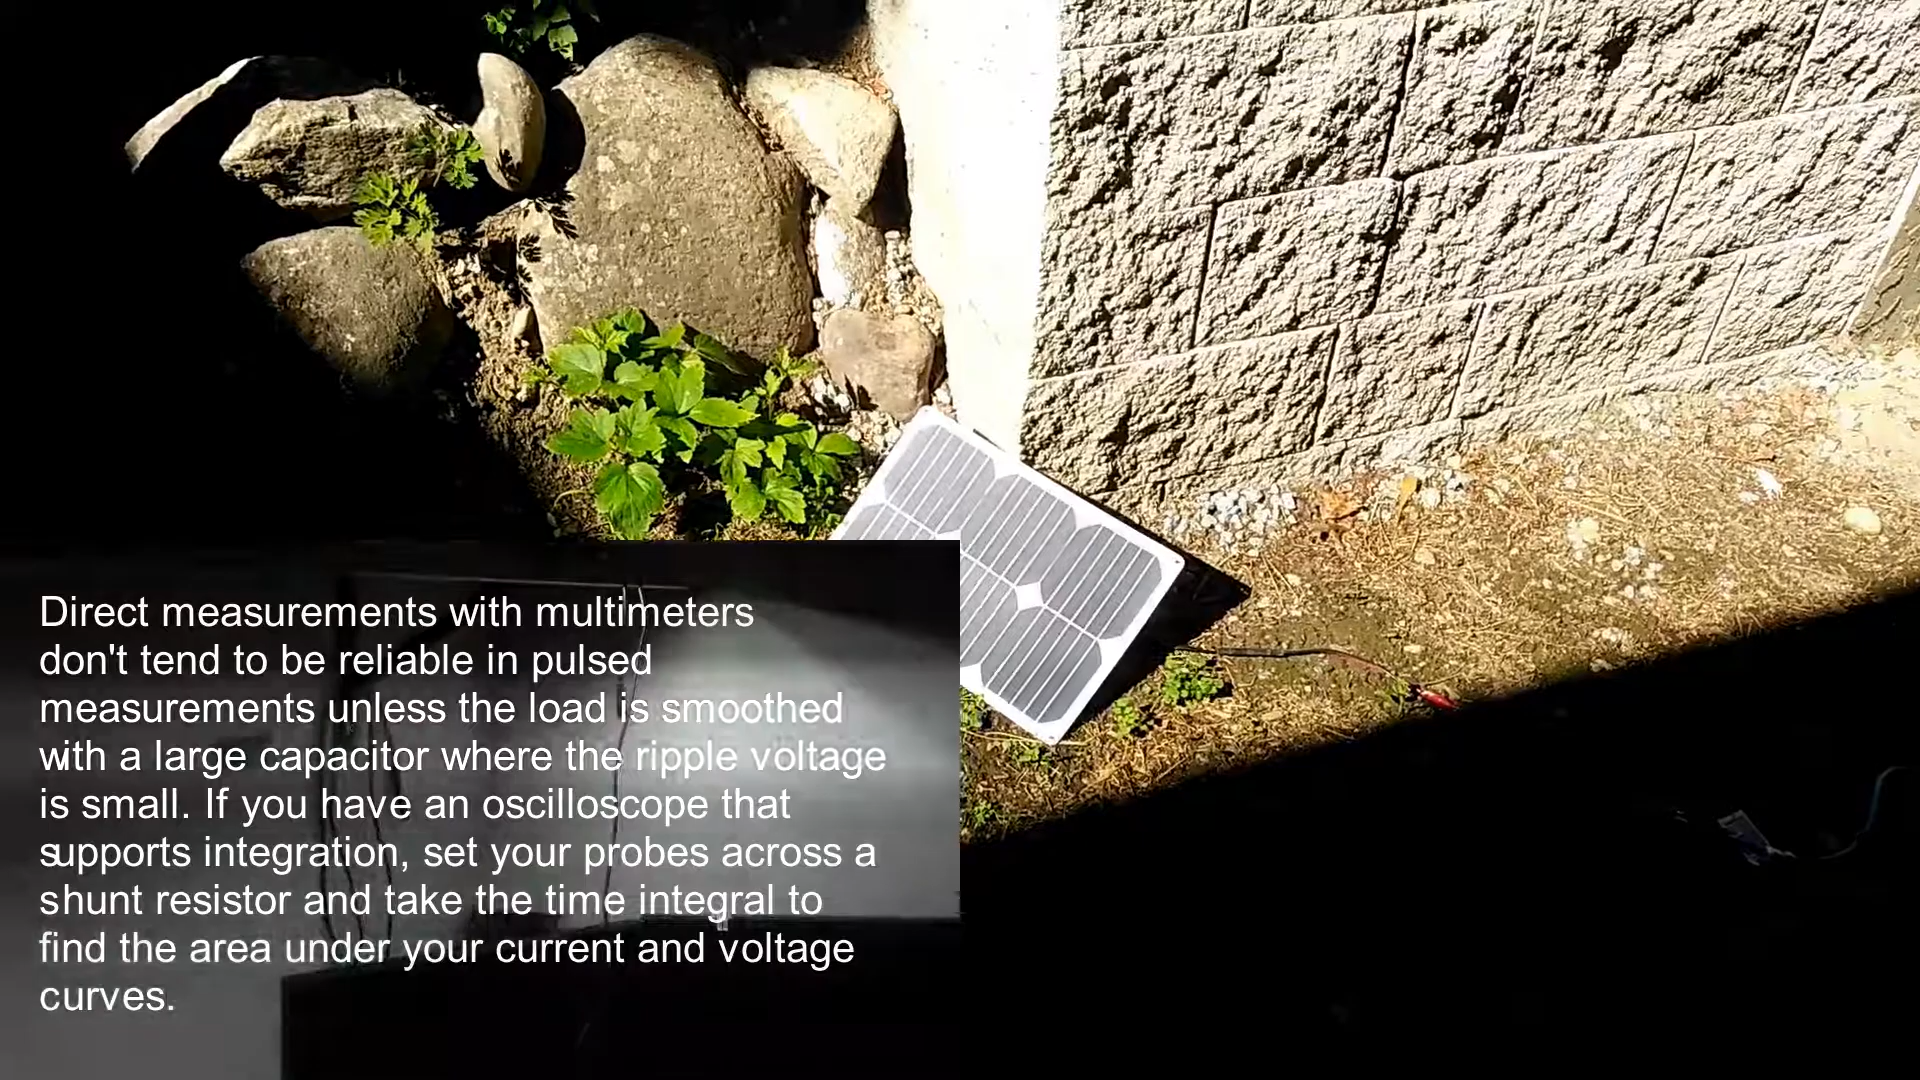 Direct measurements with multimeters
don't tend to be reliable in pulsed
measurements unless the load is smoothed
with a large capacitor where the ripple voltage
is small. If you have an oscilloscope that
supports integration, set your probes across a
shunt resistor and take the time integral to
find the area under your current and voltage
curves.